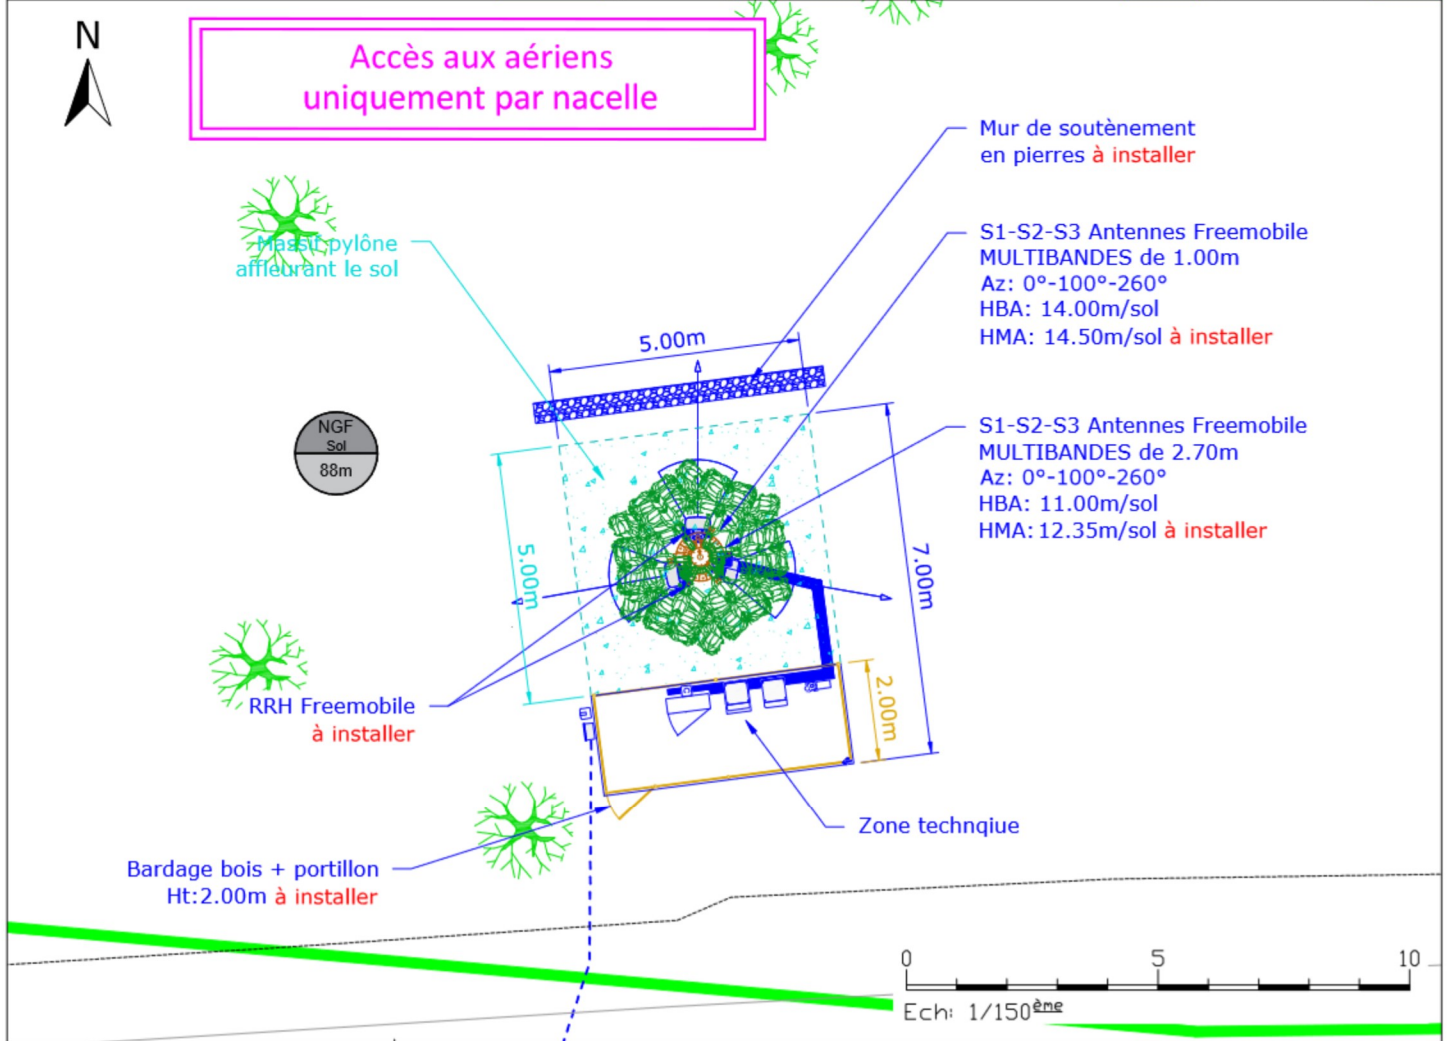 N
Accès aux aériens
uniquement par nacelle
Mur de soutènement
en pierres à installer
S1-S2-S3 Antennes Freemobile
MULTIBANDES de 1.00m
Az: 0°-100°-260°
HBA: 14.00m/sol
HMA: 14.50m/sol à installer
Massif pylône
affleurant le sol
5.00m
NGF
Sol
88m
S1-S2-S3 Antennes Freemobile
MULTIBANDES de 2.70m
Az: 0°-100°-260°
HBA: 11.00m/sol
HMA: 12.35m/sol à installer
5.00m
7.00m
2.00m
RRH Freemobile
à installer
Zone technqiue
Bardage bois + portillon
Ht:2.00m à installer
0 5 10
Ech: 1/150ème